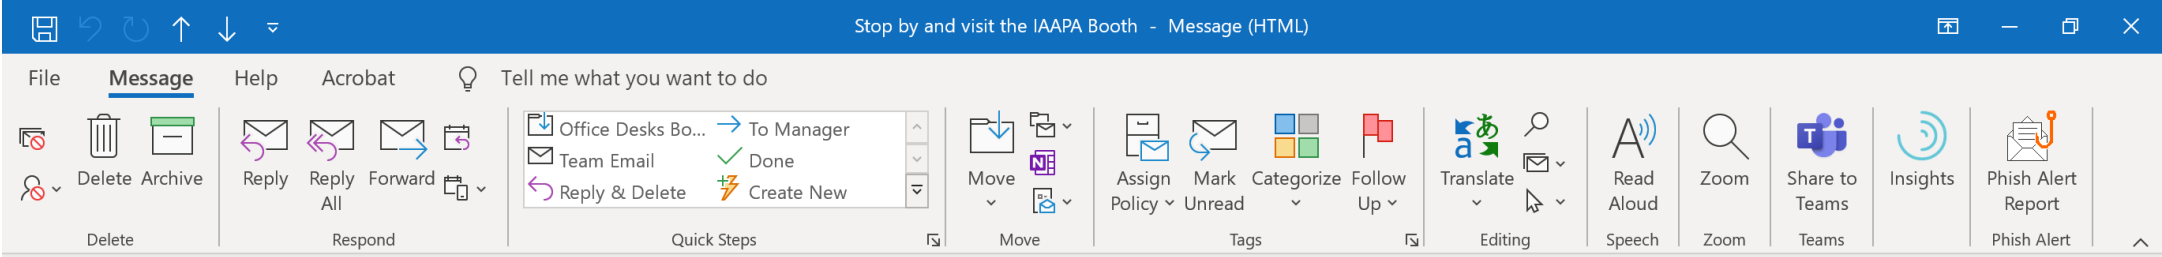 Stop by and visit the IAAPA Booth - Message (HTML)
File Message Help Acrobat Tell me what you want to do
Office Desks Bo... To Manager
Team Email Done
Reply & Delete Create New
Delete Archive Reply Reply All Forward Move Assign Policy Mark Unread Categorize Follow Up Translate Read Aloud Zoom Share to Teams Insights Phish Alert Report
Delete Respond Quick Steps Move Tags Editing Speech Zoom Teams Phish Alert